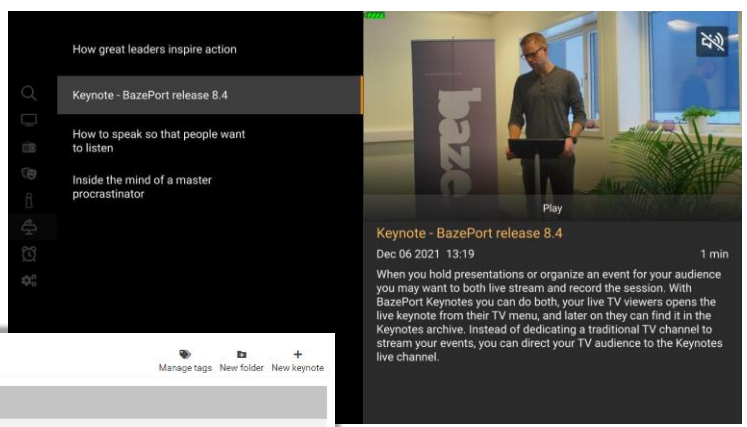 How great leaders inspire action
Keynote - BazePort release 8.4
How to speak so that people want
to listen
Inside the mind of a master
procrastinator
baze
Play
Keynote - BazePort release 8.4
Dec 06 2021 13:19
1 min
When you hold presentations or organize an event for your audience
you may want to both live stream and record the session. With
BazePort Keynotes you can do both, your live TV viewers opens the
live keynote from their TV menu, and later on they can find it in the
Keynotes archive. Instead of dedicating a traditional TV channel to
stream your events, you can direct your TV audience to the Keynotes
live channel.
Manage tags
New folder
New keynote